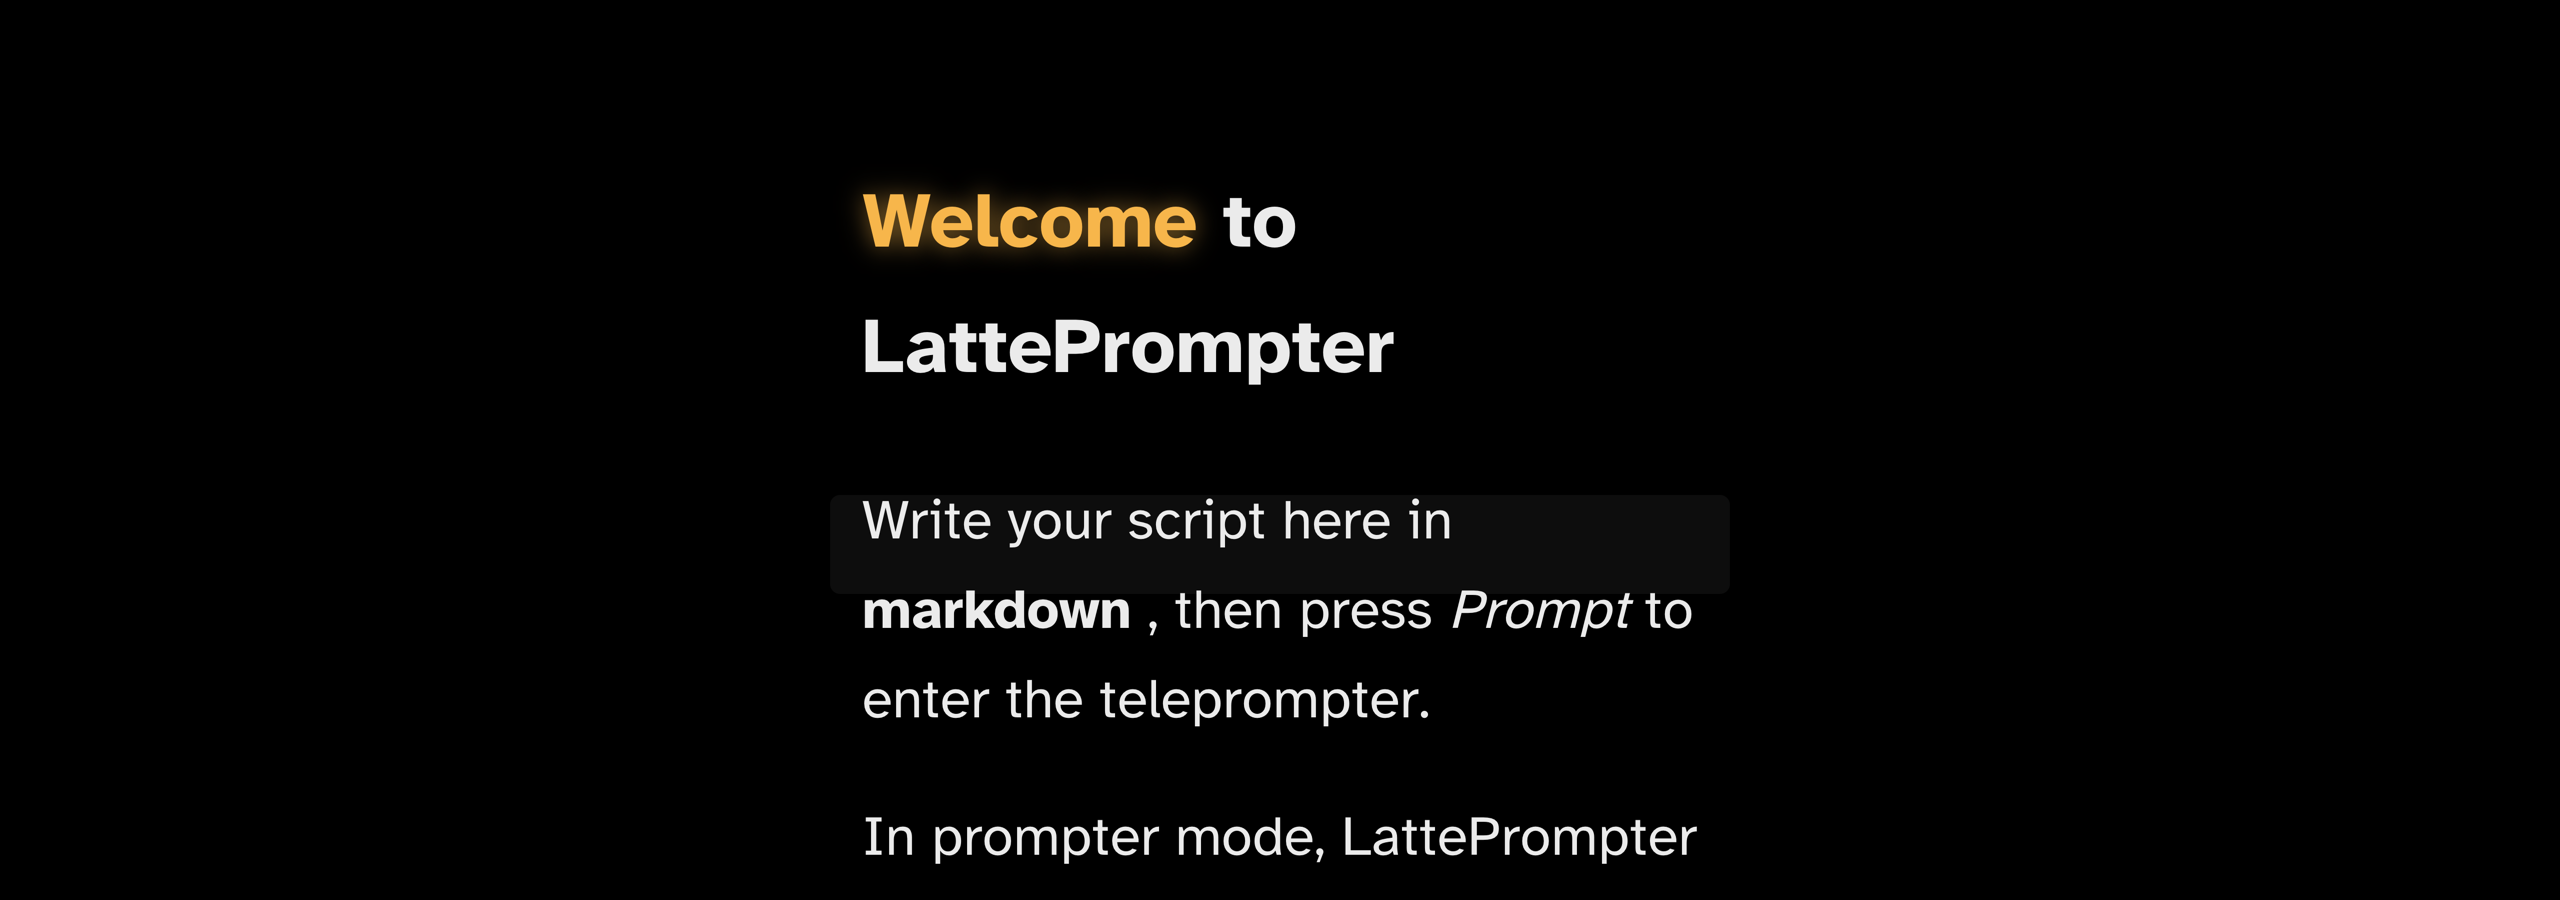 Welcome to
LattePrompter
Write your script here in
markdown , then press Prompt to
enter the teleprompter.
In prompter mode, LattePrompter